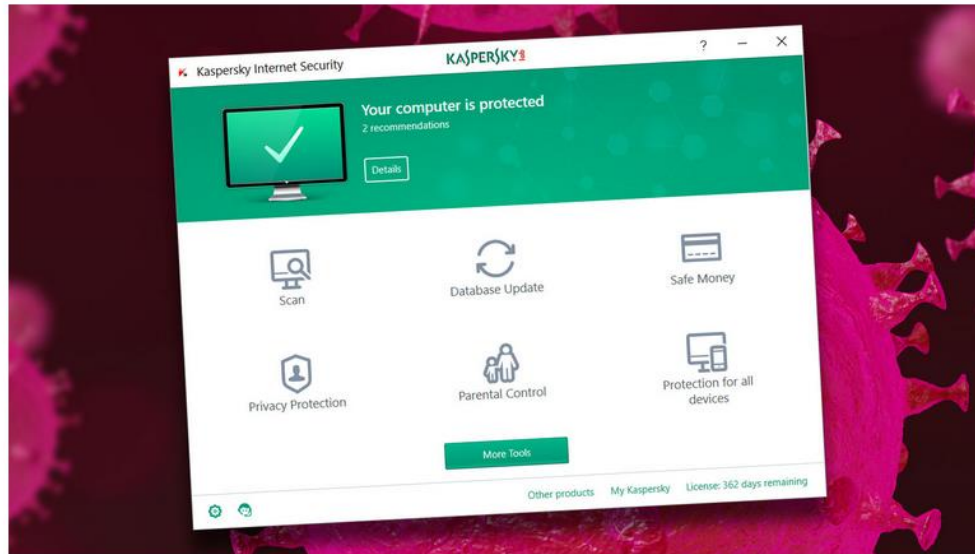 Kaspersky Internet Security
KASPERSKY
?
Your computer is protected
2 recommendations
Details
Scan
Database Update
Safe Money
Privacy Protection
Parental Control
Protection for all
devices
More Tools
Other products
My Kaspersky
License: 362 days remaining